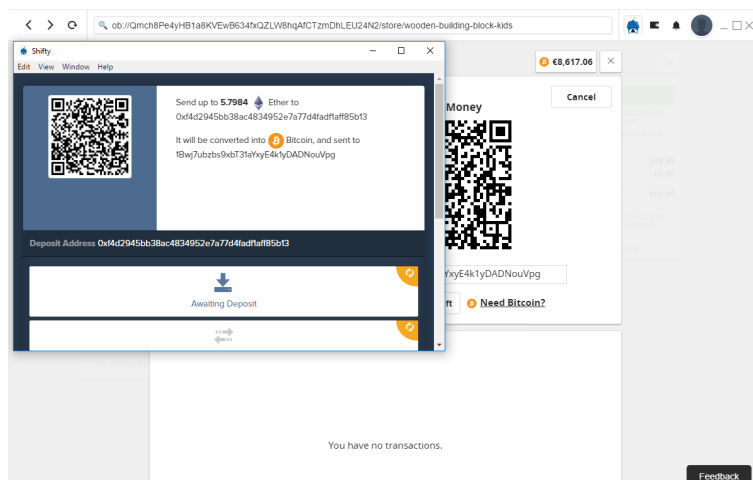 ob://Qmch8Pe4yHB1a8KVEwB634fxQZLW8hqAfCTzmDhLEU24N2/store/wooden-building-block-kids
Shifty
Edit View Window Help
€8,617.06
Send up to 5.7984 Ether to
0xf4d2945bb38ac4834952e7a77d4fadf1aff85b13
It will be converted into Bitcoin, and sent to
1Bwj7ubzbs9xbT31aYxyE4k1yDADNouVpg
Money
Cancel
Deposit Address 0xf4d2945bb38ac4834952e7a77d4fadf1aff85b13
YxyE4k1yDADNouVpg
Awaiting Deposit
ft Need Bitcoin?
You have no transactions.
Feedback